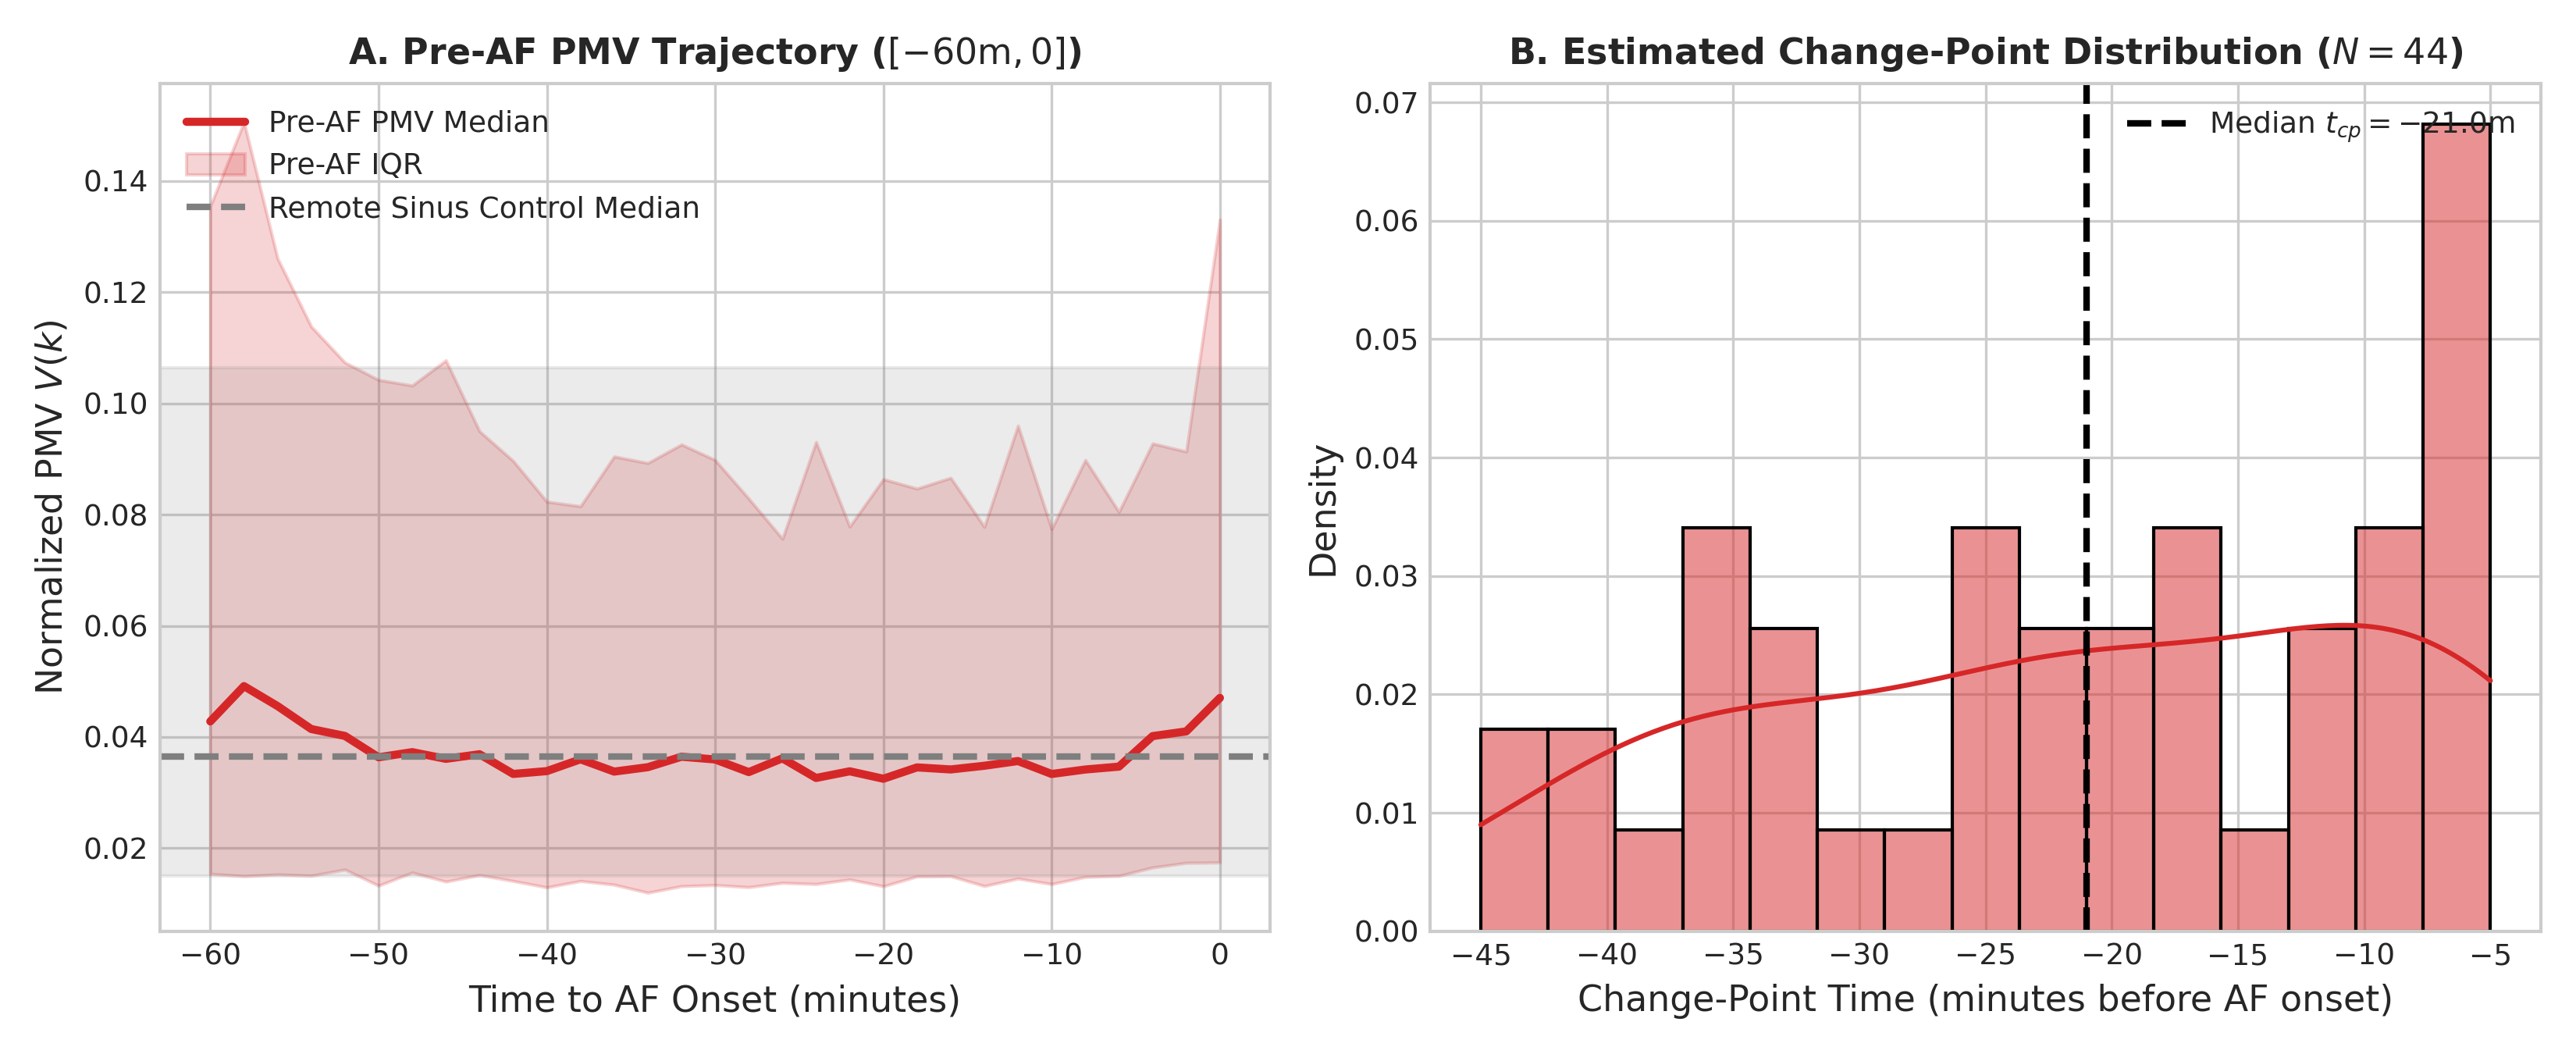 A. Pre-AF PMV Trajectory ([−60m, 0])
Pre-AF PMV Median
Pre-AF IQR
Remote Sinus Control Median
Normalized PMV V(k)
0.14
0.12
0.10
0.08
0.06
0.04
0.02
−60 −50 −40 −30 −20 −10 0
Time to AF Onset (minutes)
B. Estimated Change-Point Distribution (N = 44)
Median t_cp = −21.0m
Density
0.07
0.06
0.05
0.04
0.03
0.02
0.01
0.00
−45 −40 −35 −30 −25 −20 −15 −10 −5
Change-Point Time (minutes before AF onset)